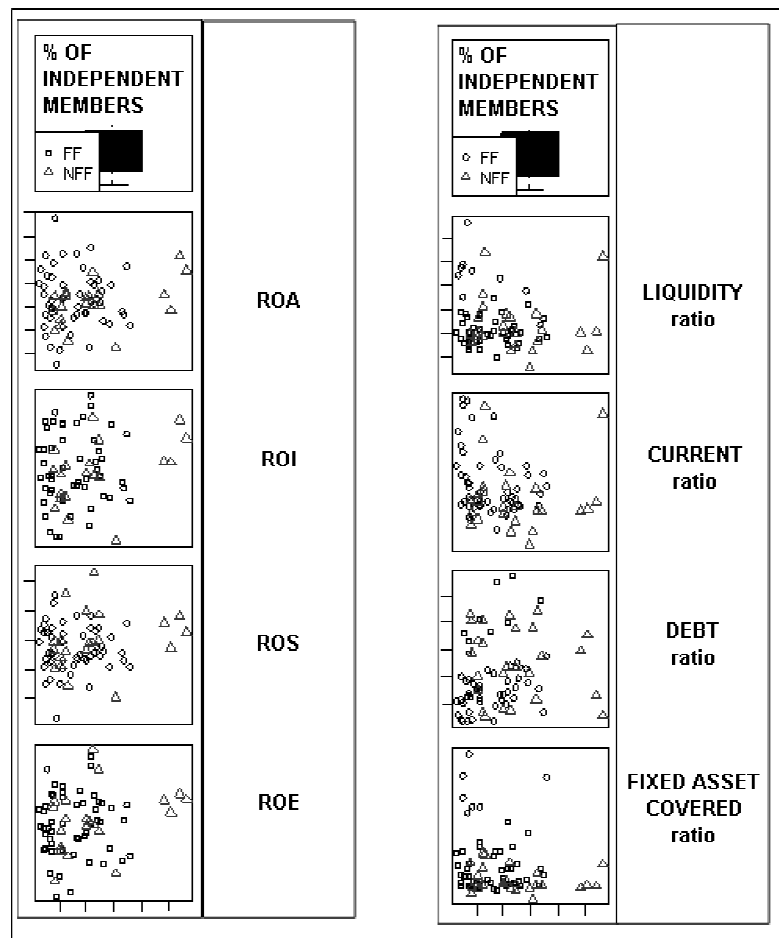 % OF
INDEPENDENT
MEMBERS
FF
NFF
ROA
ROI
ROS
ROE
% OF
INDEPENDENT
MEMBERS
FF
NFF
LIQUIDITY
ratio
CURRENT
ratio
DEBT
ratio
FIXED ASSET
COVERED
ratio